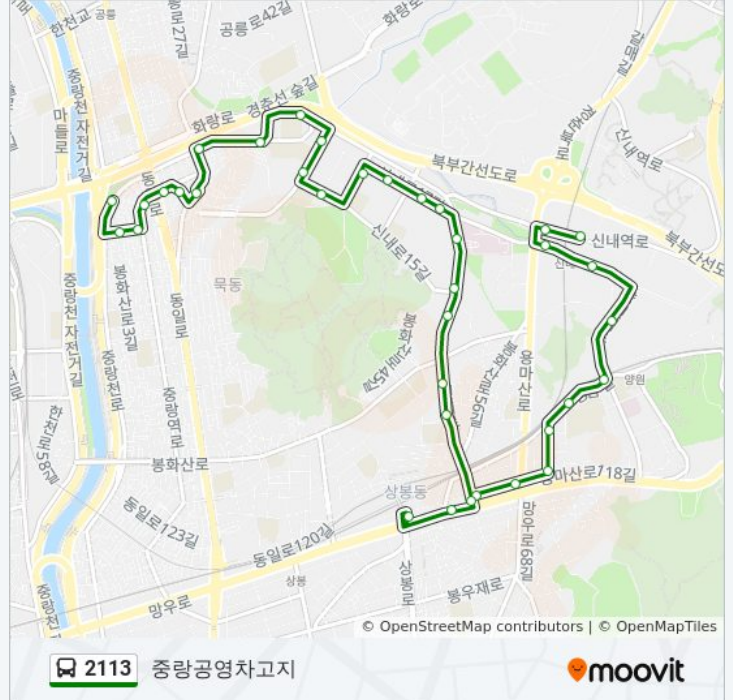 한천교
공릉
공릉로42길
화랑로
중랑천 자전거길
마들로
화랑로
경춘선 숲길
북부간선도로
신내역로
신내역로
북부간선도로
신내로15길
묵동
봉화산로3길
동일로
중랑천 자전거길
중랑천로
중랑역로
봉화산로45길
봉화산로56길
용마산로
양원
한천로58길
봉화산로
상봉동
용마산로118길
동일로123길
동일로120길
망우로68길
상봉로
상봉
봉우재로
망우로
중랑천
© OpenStreetMap contributors | © OpenMapTiles
2113 중랑공영차고지
moovit